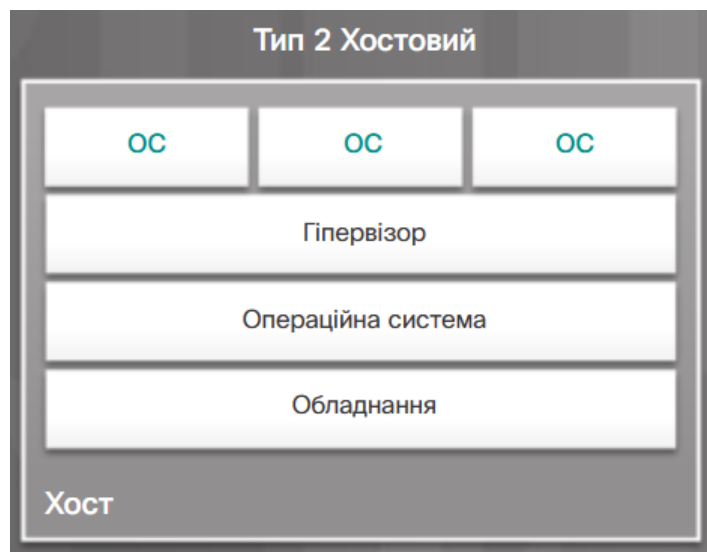 Тип 2 Хостовий
ОС ОС ОС
Гіпервізор
Операційна система
Обладнання
Хост